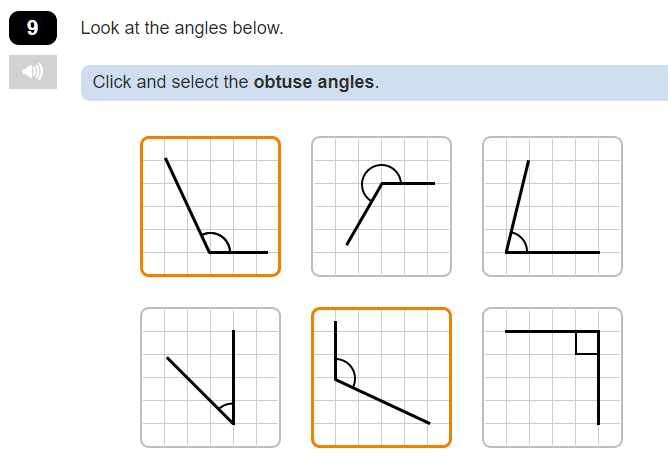 9 Look at the angles below.
Click and select the obtuse angles.